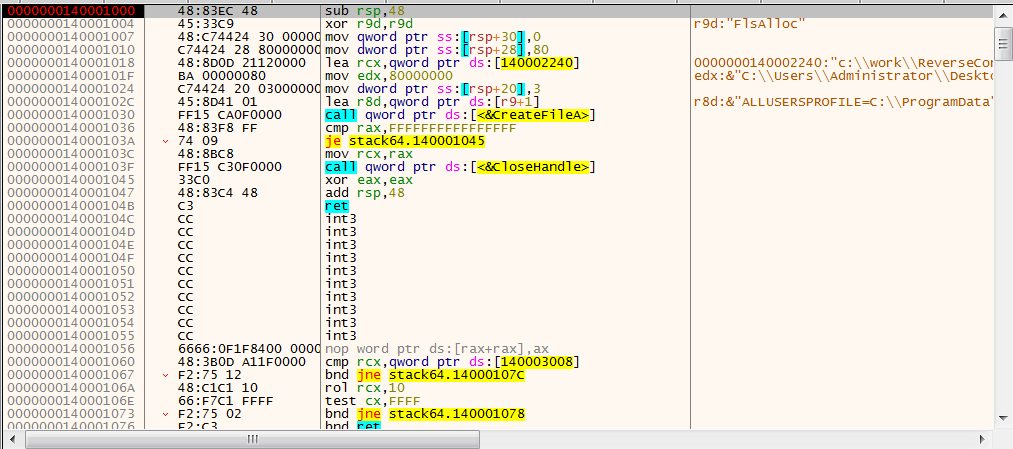 0000000140001000 48:83EC 48 sub rsp,48
0000000140001004 45:33C9 xor r9d,r9d r9d:"FlsAlloc"
0000000140001007 48:C74424 30 00000 mov qword ptr ss:[rsp+30],0
0000000140001010 C74424 28 80000000 mov dword ptr ss:[rsp+28],80
0000000140001018 48:8D0D 21120000 lea rcx,qword ptr ds:[140002240] 0000000140002240:"c:\\work\\ReverseCor
000000014000101F BA 00000080 mov edx,80000000 edx:&"C:\\Users\\Administrator\\Deskto
0000000140001024 C74424 20 03000000 mov dword ptr ss:[rsp+20],3
000000014000102C 45:8D41 01 lea r8d,qword ptr ds:[r9+1] r8d:&"ALLUSERSPROFILE=C:\\ProgramData"
0000000140001030 FF15 CA0F0000 call qword ptr ds:[<&CreateFileA>]
0000000140001036 48:83F8 FF cmp rax,FFFFFFFFFFFFFFFF
000000014000103A 74 09 je stack64.140001045
000000014000103C 48:8BC8 mov rcx,rax
000000014000103F FF15 C30F0000 call qword ptr ds:[<&CloseHandle>]
0000000140001045 33C0 xor eax,eax
0000000140001047 48:83C4 48 add rsp,48
000000014000104B C3 ret
000000014000104C CC int3
000000014000104D CC int3
000000014000104E CC int3
000000014000104F CC int3
0000000140001050 CC int3
0000000140001051 CC int3
0000000140001052 CC int3
0000000140001053 CC int3
0000000140001054 CC int3
0000000140001055 CC int3
0000000140001056 6666:0F1F8400 0000 nop word ptr ds:[rax+rax],ax
0000000140001060 48:3B0D A11F0000 cmp rcx,qword ptr ds:[140003008]
0000000140001067 F2:75 12 bnd jne stack64.14000107C
000000014000106A 48:C1C1 10 rol rcx,10
000000014000106E 66:F7C1 FFFF test cx,FFFF
0000000140001073 F2:75 02 bnd jne stack64.140001078
0000000140001076 F2:C3 bnd ret